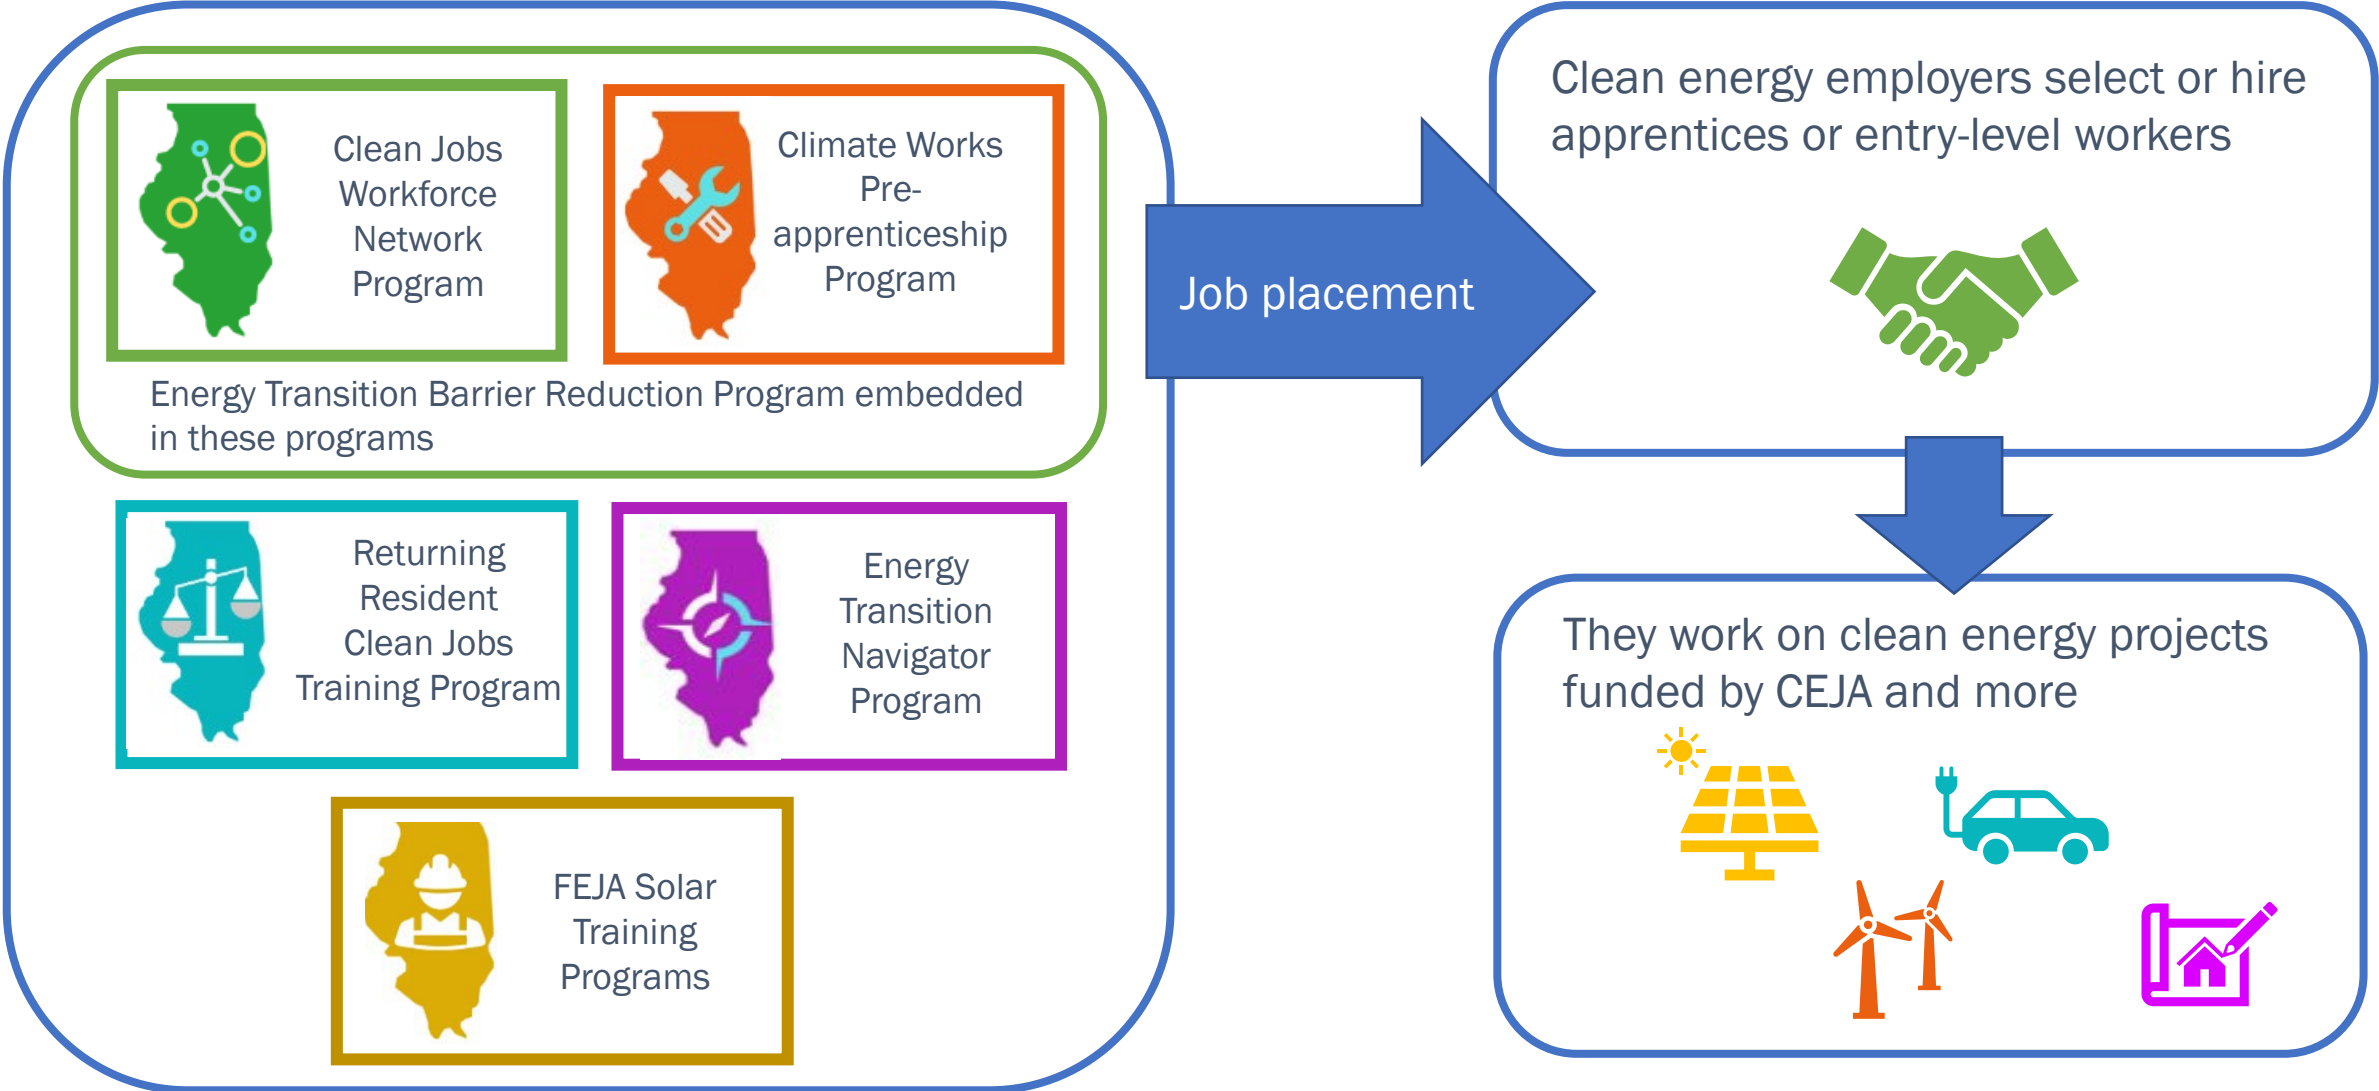 Clean Jobs
Workforce
Network
Program
Climate Works
Pre-
apprenticeship
Program
Energy Transition Barrier Reduction Program embedded
in these programs
Returning
Resident
Clean Jobs
Training Program
Energy
Transition
Navigator
Program
FEJA Solar
Training
Programs
Job placement
Clean energy employers select or hire
apprentices or entry-level workers
They work on clean energy projects
funded by CEJA and more